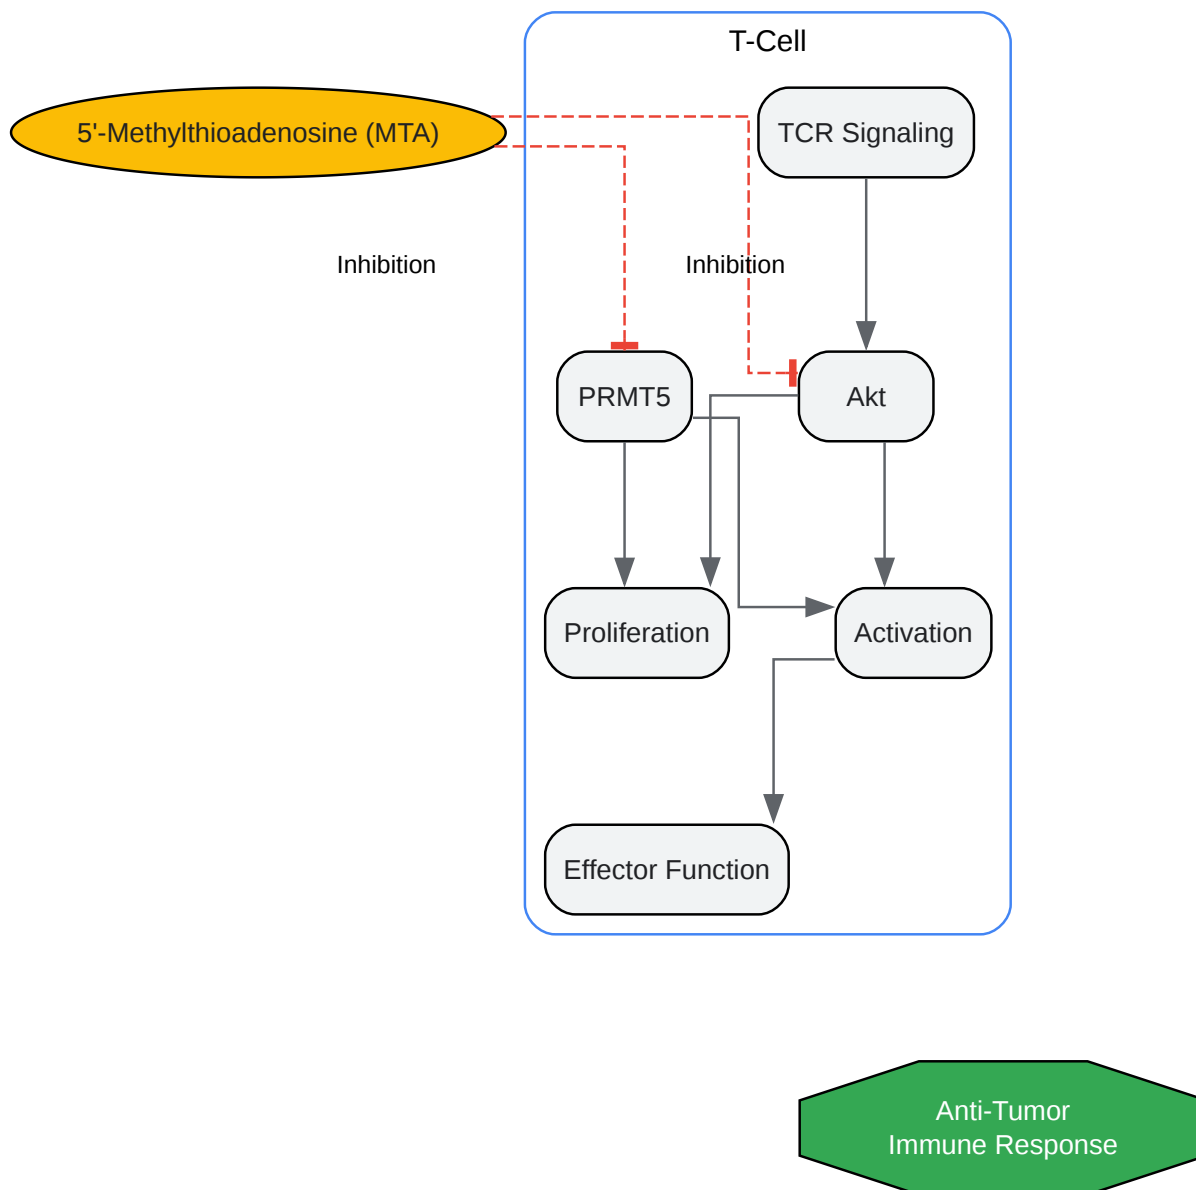 T-Cell
5'-Methylthioadenosine (MTA)
TCR Signaling
Inhibition
Inhibition
PRMT5
Akt
Proliferation
Activation
Effector Function
Anti-Tumor
Immune Response